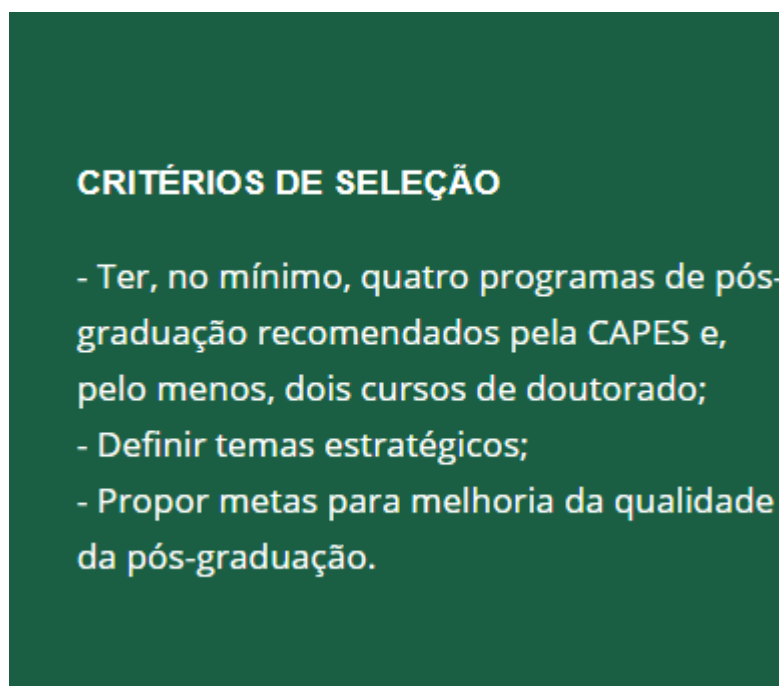 CRITÉRIOS DE SELEÇÃO
- Ter, no mínimo, quatro programas de pós-
graduação recomendados pela CAPES e,
pelo menos, dois cursos de doutorado;
- Definir temas estratégicos;
- Propor metas para melhoria da qualidade
da pós-graduação.